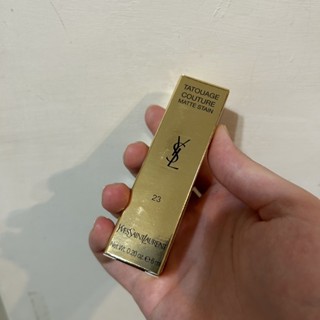 TATOUAGE
COUTURE
MATTE STAIN
YSL
23
YVESSAINTLAURENT